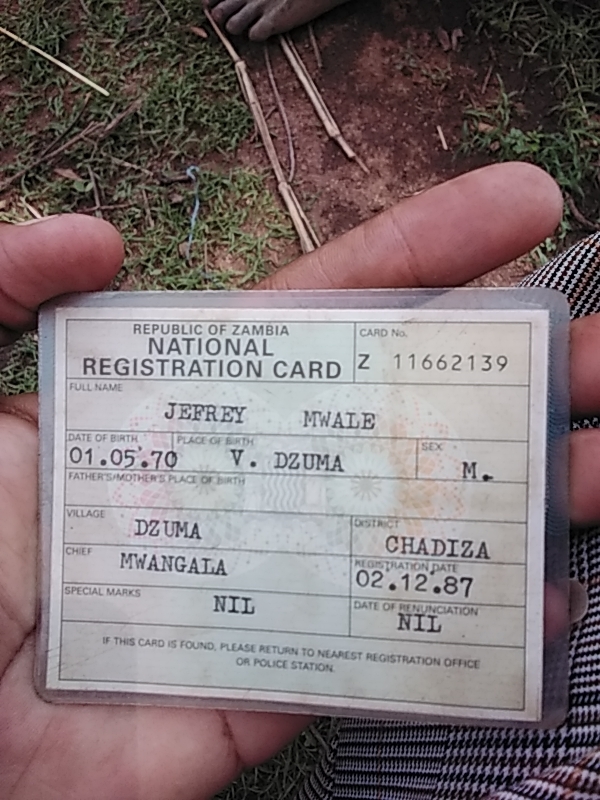 REPUBLIC OF ZAMBIA
NATIONAL
REGISTRATION CARD
CARD No.
Z 11662139
FULL NAME
JEFREY MWALE
DATE OF BIRTH
01.05.70
PLACE OF BIRTH
V. DZUMA
SEX
M.
FATHER'S/MOTHER'S PLACE OF BIRTH
VILLAGE
DZUMA
DISTRICT
CHADIZA
CHIEF
MWANGALA
REGISTRATION DATE
02.12.87
SPECIAL MARKS
NIL
DATE OF RENUNCIATION
NIL
IF THIS CARD IS FOUND, PLEASE RETURN TO NEAREST REGISTRATION OFFICE
OR POLICE STATION.